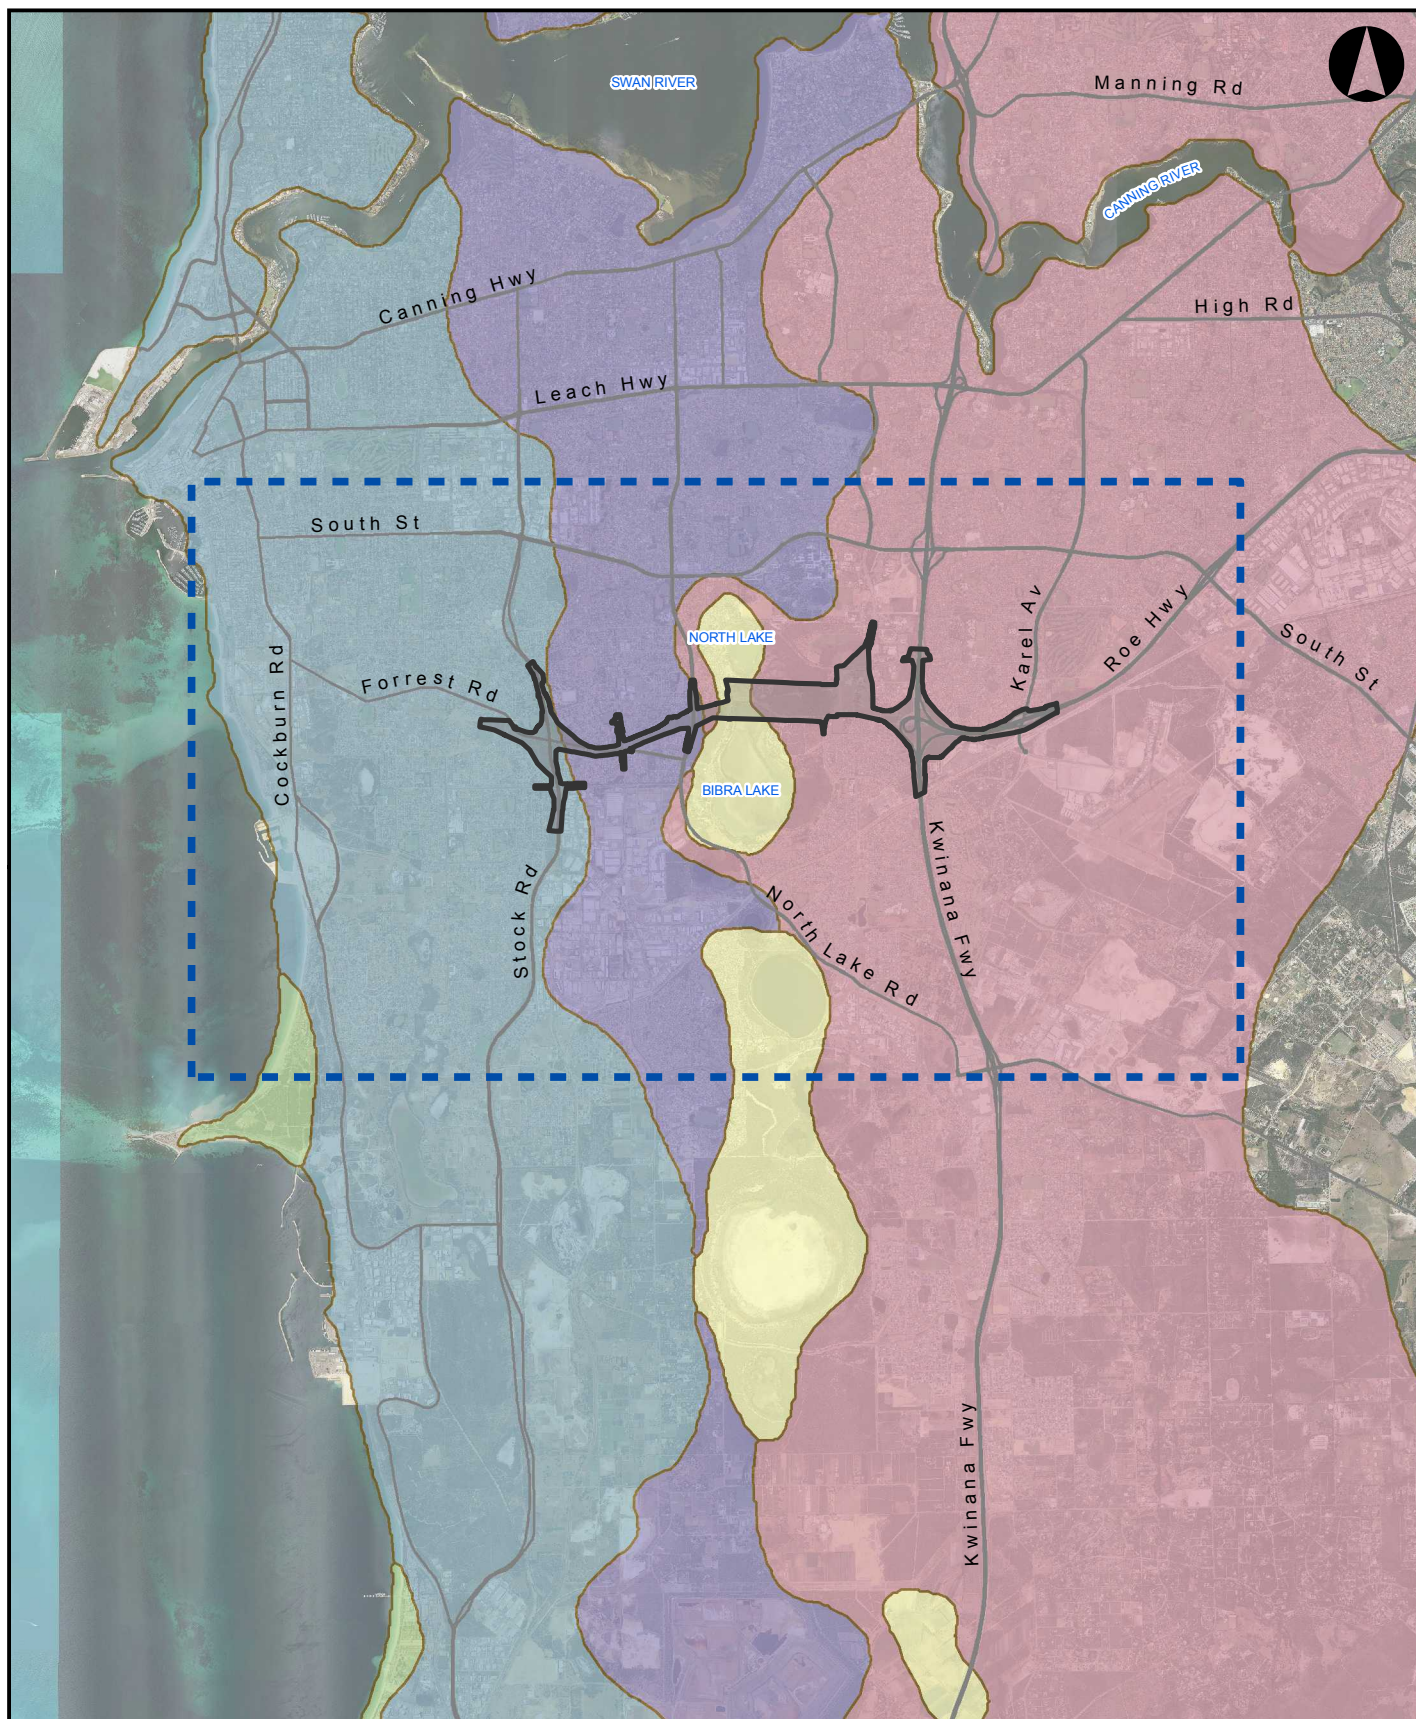 SWAN RIVER
Manning Rd
CANNING RIVER
Canning Hwy
High Rd
Leach Hwy
South St
Karel Av
Roe Hwy
NORTH LAKE
South St
Forrest Rd
Cockburn Rd
BIBRA LAKE
Kwinana Fwy
Stock Rd
North Lake Rd
Kwinana Fwy